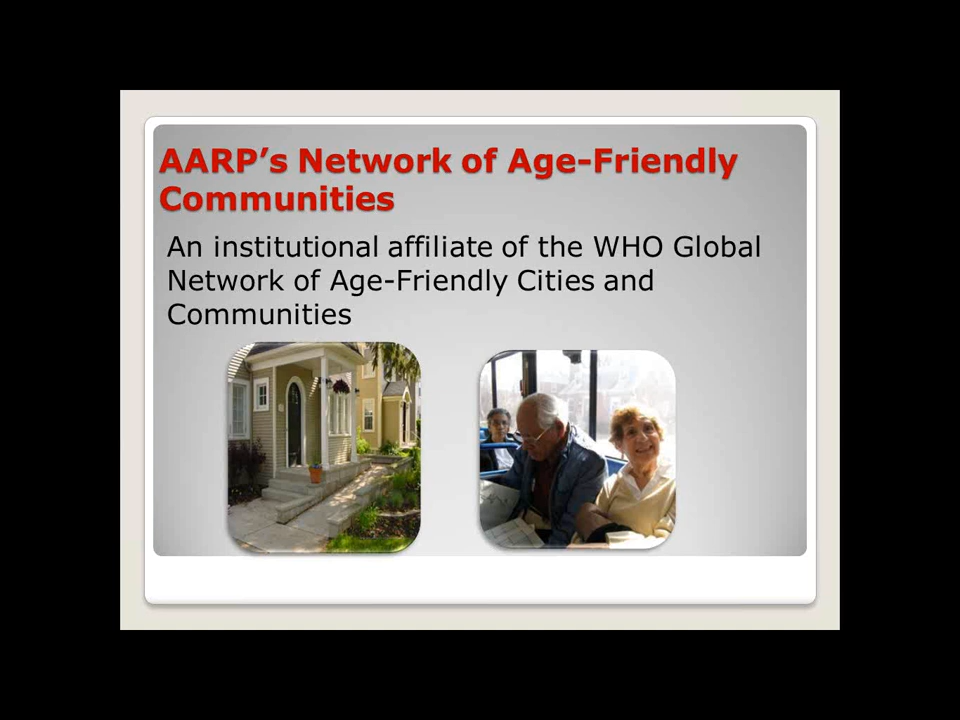 AARP’s Network of Age-Friendly
Communities
An institutional affiliate of the WHO Global
Network of Age-Friendly Cities and
Communities